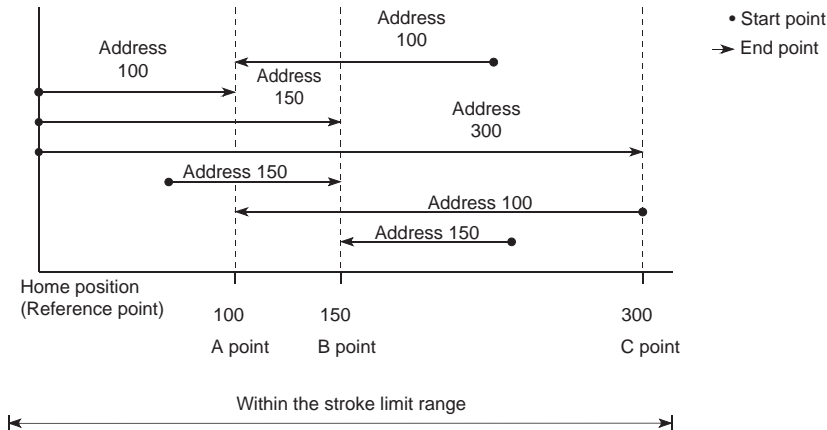 Start point
End point
Address
100
Address
100
Address
150
Address
300
Address 150
Address 100
Address 150
Home position
(Reference point)
100
150
300
A point
B point
C point
Within the stroke limit range